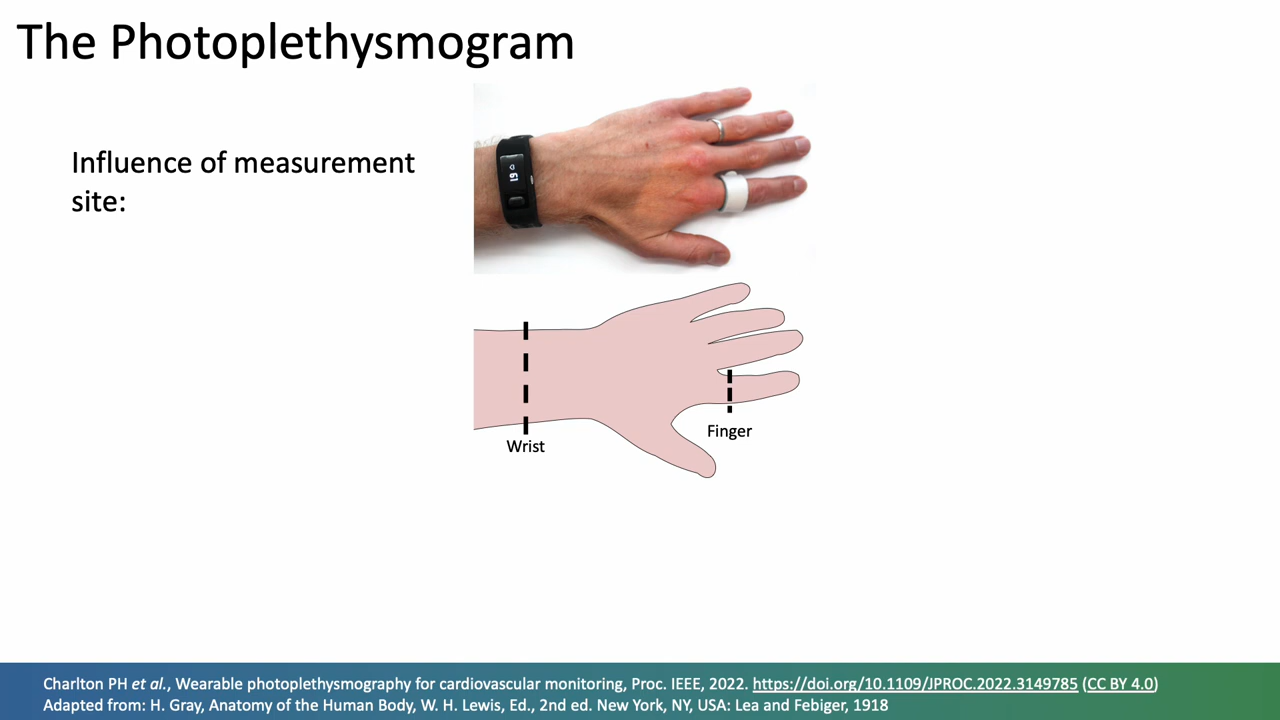 The Photoplethysmogram
Influence of measurement
site:
Wrist
Finger
Charlton PH et al., Wearable photoplethysmography for cardiovascular monitoring, Proc. IEEE, 2022. https://doi.org/10.1109/JPROC.2022.3149785 (CC BY 4.0)
Adapted from: H. Gray, Anatomy of the Human Body, W. H. Lewis, Ed., 2nd ed. New York, NY, USA: Lea and Febiger, 1918